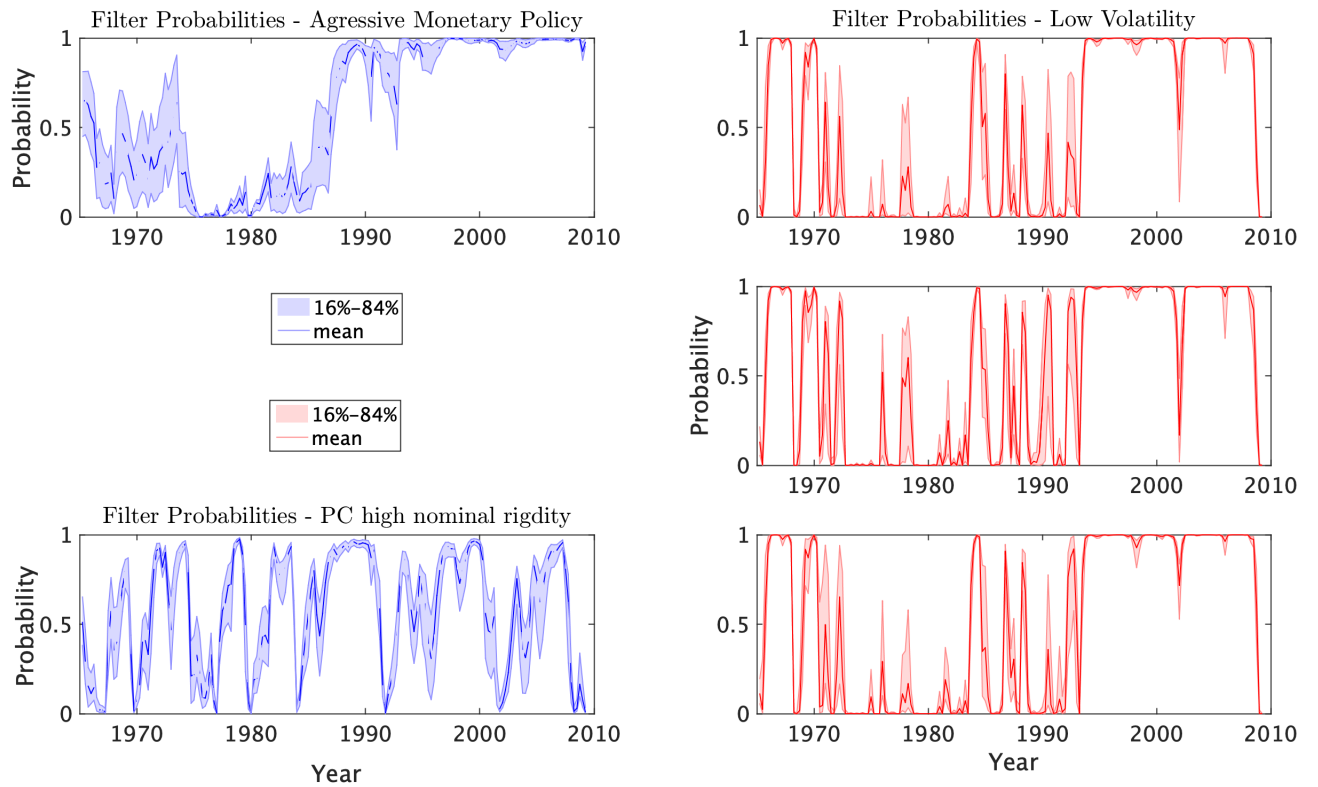 Filter Probabilities - Agressive Monetary Policy
Probability
1
0.5
0
1970 1980 1990 2000 2010
Filter Probabilities - Low Volatility
Probability
1
0.5
0
1970 1980 1990 2000 2010
16%-84%
mean
16%-84%
mean
Probability
1
0.5
0
1970 1980 1990 2000 2010
Filter Probabilities - PC high nominal rigdity
Probability
1
0.5
0
1970 1980 1990 2000 2010
Year
1
0.5
0
1970 1980 1990 2000 2010
Year